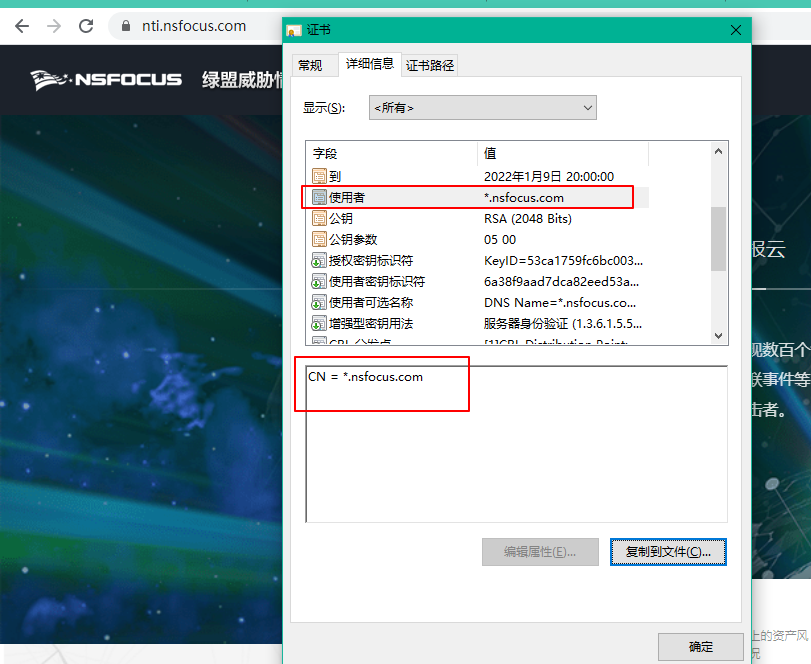 nti.nsfocus.com
证书
NSFOCUS 绿盟威胁情
常规 详细信息 证书路径
显示(S): <所有>
字段 值
到 2022年1月9日 20:00:00
使用者 *.nsfocus.com
公钥 RSA (2048 Bits)
公钥参数 05 00
授权密钥标识符 KeyID=53ca1759fc6bc003...
使用者密钥标识符 6a38f9aad7dca82eed53a...
使用者可选名称 DNS Name=*.nsfocus.co...
增强型密钥用法 服务器身份验证 (1.3.6.1.5.5...
CRL 分发点 [1]CRL Distribution Point:
CN = *.nsfocus.com
编辑属性(E)... 复制到文件(C)...
确定
报云
现数百个
联事件等
击者。
上的资产风
况